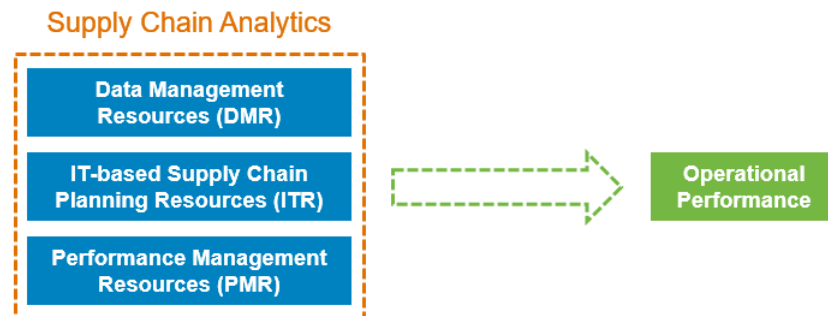 Supply Chain Analytics
Data Management
Resources (DMR)
IT-based Supply Chain
Planning Resources (ITR)
Performance Management
Resources (PMR)
Operational
Performance